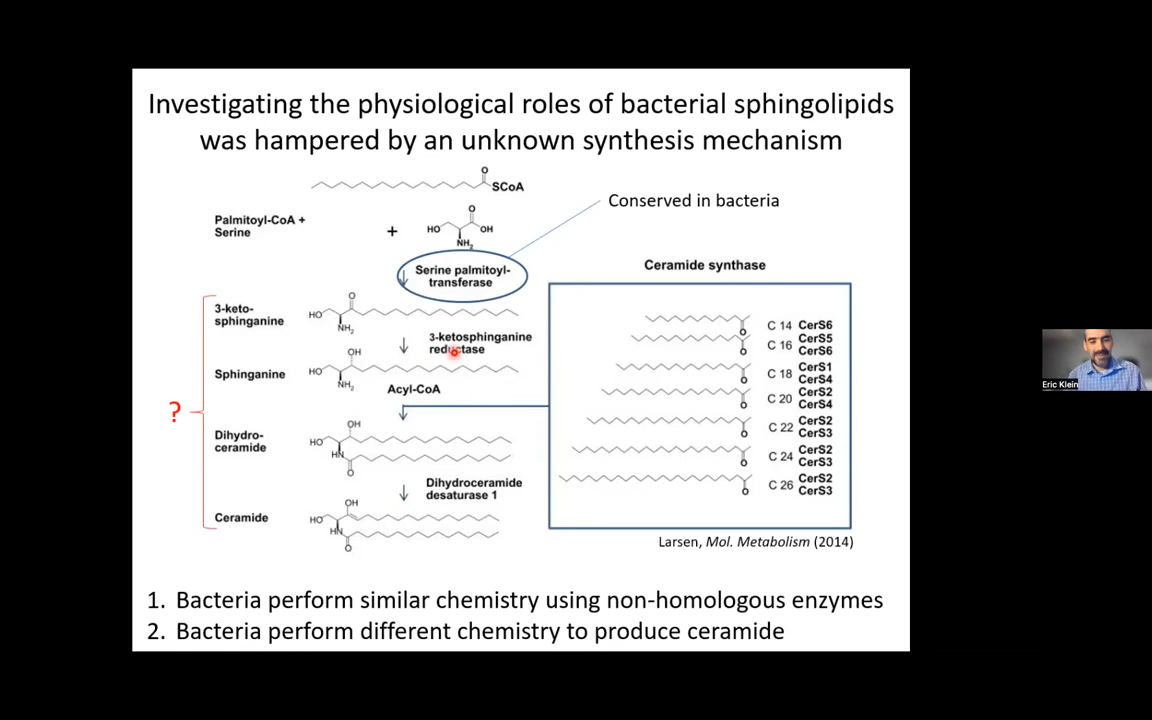 Investigating the physiological roles of bacterial sphingolipids
was hampered by an unknown synthesis mechanism
O
SCoA
Conserved in bacteria
Palmitoyl-CoA +
Serine
+
O
HO
OH
NH2
Serine palmitoyl-
transferase
Ceramide synthase
3-keto-
sphinganine
O
HO
NH2
3-ketosphinganine
reductase
OH
Sphinganine
HO
NH2
Acyl-CoA
?
Dihydro-
ceramide
OH
HO
HN
O
Dihydroceramide
desaturase 1
Ceramide
OH
HO
HN
O
O
C 14 CerS6
O
C 16 CerS5
CerS6
O
C 18 CerS1
CerS4
O
C 20 CerS2
CerS4
O
C 22 CerS2
CerS3
O
C 24 CerS2
CerS3
O
C 26 CerS2
CerS3
Larsen, Mol. Metabolism (2014)
1. Bacteria perform similar chemistry using non-homologous enzymes
2. Bacteria perform different chemistry to produce ceramide
Eric Klein